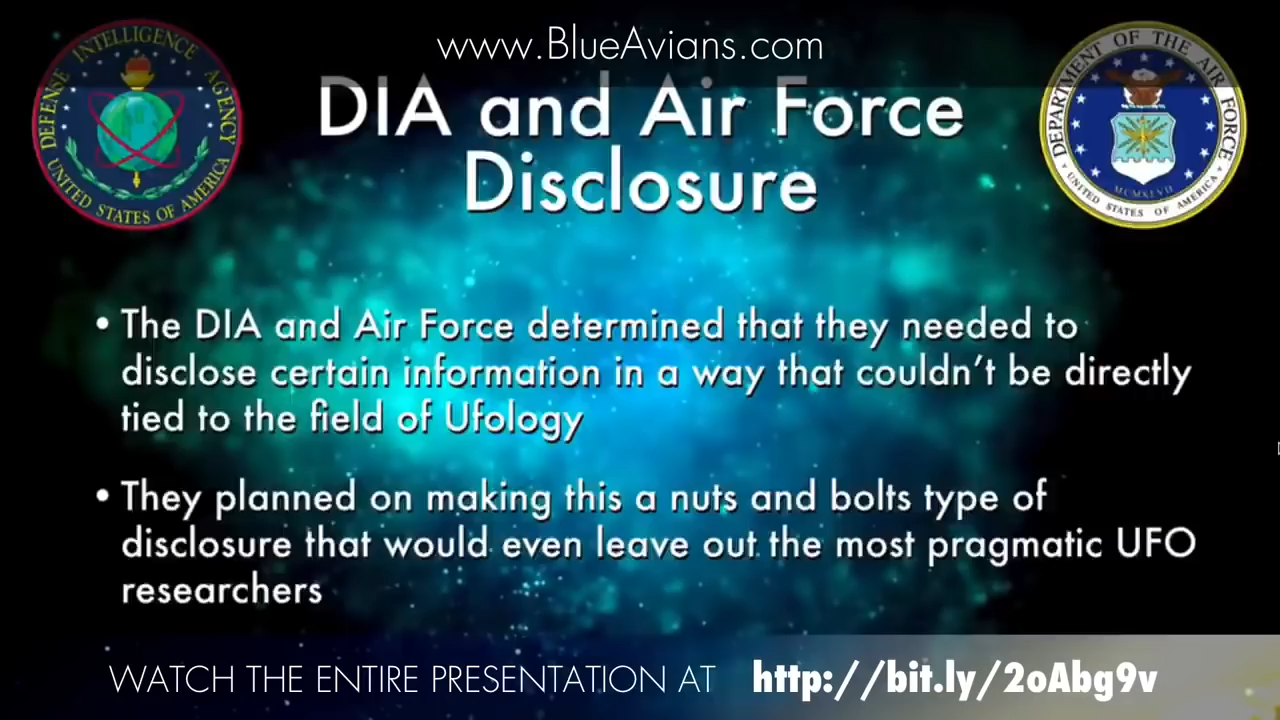 www.BlueAvians.com
DEFENSE INTELLIGENCE AGENCY
UNITED STATES OF AMERICA
DIA and Air Force
Disclosure
DEPARTMENT OF THE AIR FORCE
MCMXLVII
UNITED STATES OF AMERICA
• The DIA and Air Force determined that they needed to
disclose certain information in a way that couldn't be directly
tied to the field of Ufology
• They planned on making this a nuts and bolts type of
disclosure that would even leave out the most pragmatic UFO
researchers
WATCH THE ENTIRE PRESENTATION AT http://bit.ly/2oAbg9v